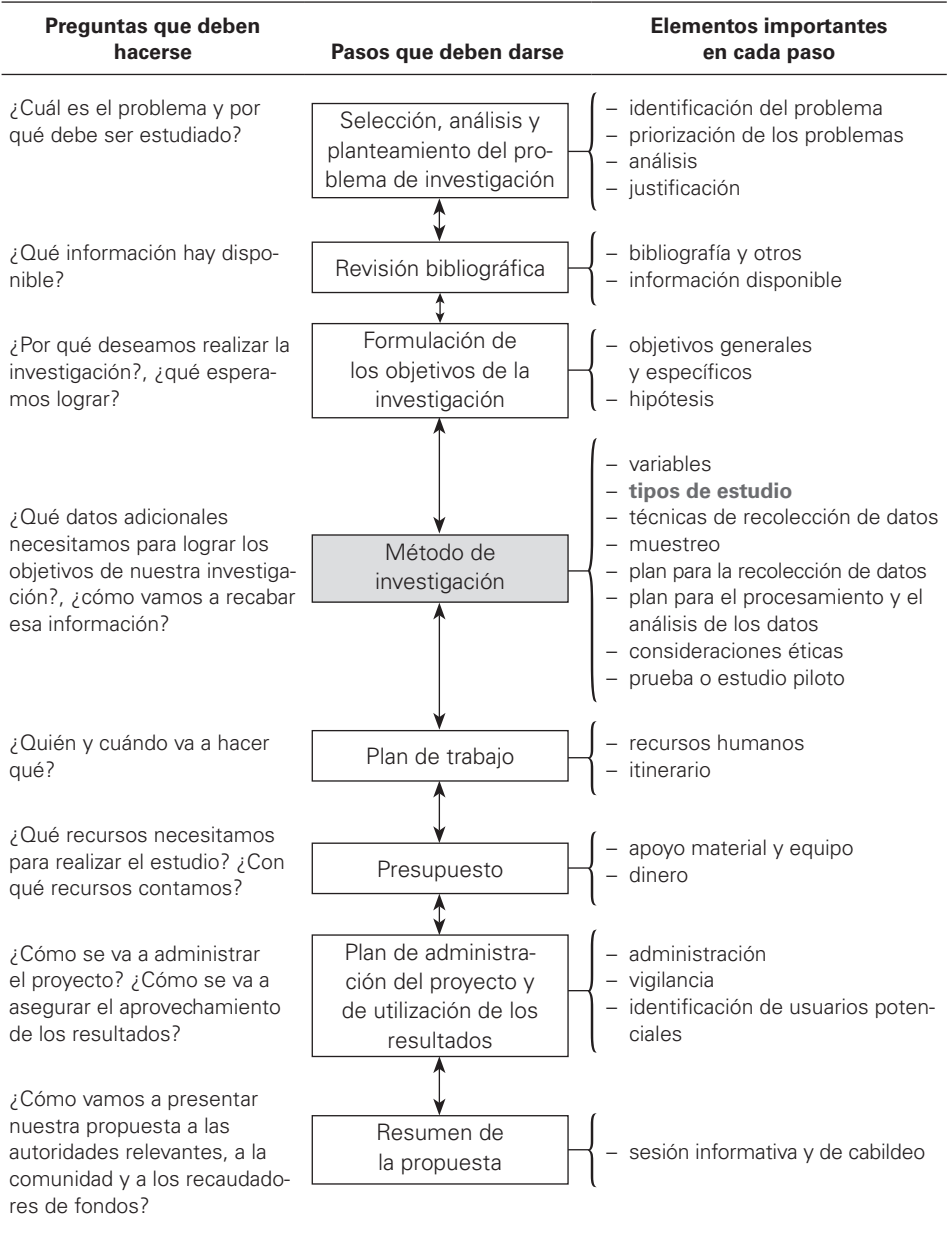 Preguntas que deben
hacerse
Pasos que deben darse
Elementos importantes
en cada paso
¿Cuál es el problema y por
qué debe ser estudiado?
Selección, análisis y
planteamiento del pro-
blema de investigación
– identificación del problema
– priorización de los problemas
– análisis
– justificación
¿Qué información hay dispo-
nible?
Revisión bibliográfica
– bibliografía y otros
– información disponible
¿Por qué deseamos realizar la
investigación?, ¿qué espera-
mos lograr?
Formulación de
los objetivos de la
investigación
– objetivos generales
y específicos
– hipótesis
¿Qué datos adicionales
necesitamos para lograr los
objetivos de nuestra investiga-
ción?, ¿cómo vamos a recabar
esa información?
Método de
investigación
– variables
– tipos de estudio
– técnicas de recolección de datos
– muestreo
– plan para la recolección de datos
– plan para el procesamiento y el
análisis de los datos
– consideraciones éticas
– prueba o estudio piloto
¿Quién y cuándo va a hacer
qué?
Plan de trabajo
– recursos humanos
– itinerario
¿Qué recursos necesitamos
para realizar el estudio? ¿Con
qué recursos contamos?
Presupuesto
– apoyo material y equipo
– dinero
¿Cómo se va a administrar
el proyecto? ¿Cómo se va a
asegurar el aprovechamiento
de los resultados?
Plan de administra-
ción del proyecto y
de utilización de los
resultados
– administración
– vigilancia
– identificación de usuarios poten-
ciales
¿Cómo vamos a presentar
nuestra propuesta a las
autoridades relevantes, a la
comunidad y a los recaudado-
res de fondos?
Resumen de
la propuesta
– sesión informativa y de cabildeo